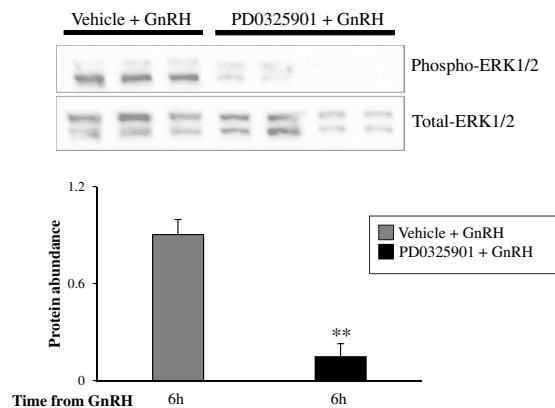 Vehicle + GnRH PD0325901 + GnRH
Phospho-ERK1/2
Total-ERK1/2
1.2
0.6
0
Protein abundance
Vehicle + GnRH
PD0325901 + GnRH
**
Time from GnRH 6h 6h